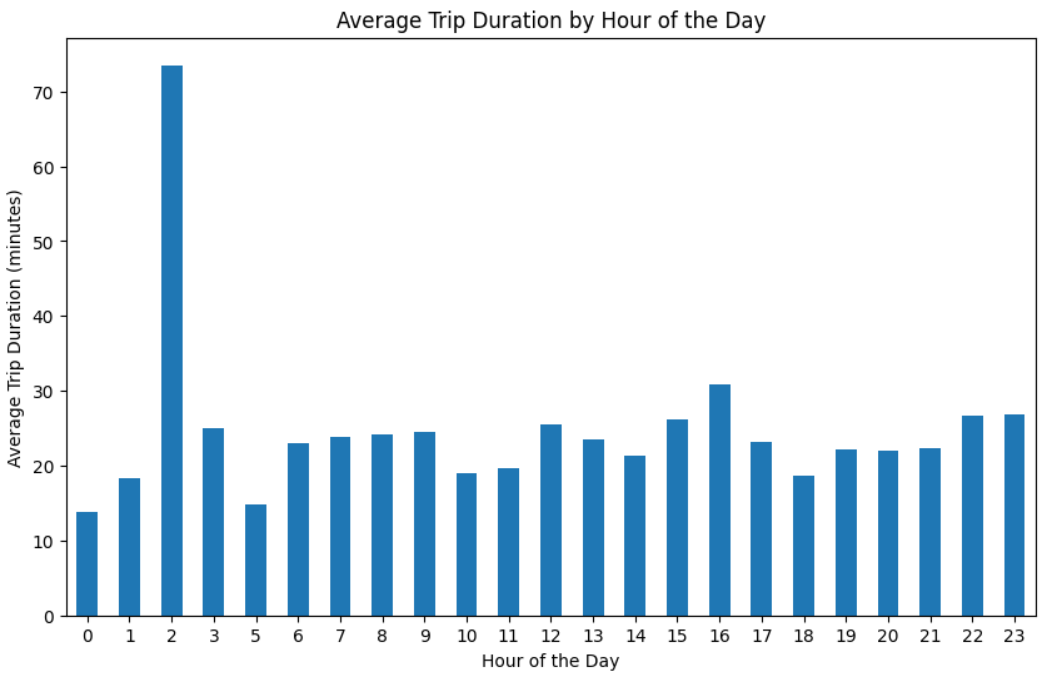 Average Trip Duration by Hour of the Day
Average Trip Duration (minutes)
70
60
50
40
30
20
10
0
0 1 2 3 5 6 7 8 9 10 11 12 13 14 15 16 17 18 19 20 21 22 23
Hour of the Day